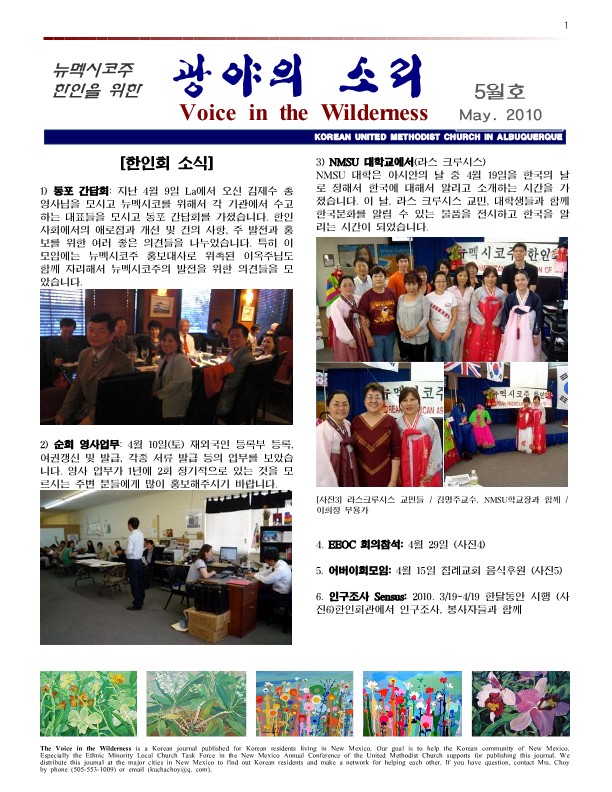 1
뉴멕시코주
한인을 위한
광야의 소리
Voice in the Wilderness
5월호
May. 2010
KOREAN UNITED METHODIST CHURCH IN ALBUQUERQUE
[한인회 소식]
1) 동포 간담회: 지난 4월 9일 La에서 오신 김재수 총
영사님을 모시고 뉴멕시코를 위해서 각 기관에서 수고
하는 대표들을 모시고 동포 간담회를 가졌습니다. 한인
사회에서의 애로점과 개선 및 건의 사항, 주 발전과 홍
보를 위한 여러 좋은 의견들을 나누었습니다. 특히 이
모임에는 뉴멕시코주 홍보대사로 위촉된 이옥주님도
함께 자리해서 뉴멕시코주의 발전을 위한 의견들을 모
았습니다.
2) 순회 영사업무: 4월 10일(토) 재외국인 등록부 등록,
여권갱신 및 발급, 각종 서류 발급 등의 업무를 보았습니
다. 영사 업무가 1년에 2회 정기적으로 있는 것을 모
르시는 주변 분들에게 많이 홍보해주시기 바랍니다.
3) NMSU 대학교에서(라스 크루시스)
NMSU 대학은 아시안의 날 중 4월 19일을 한국의 날
로 정해서 한국에 대해서 알리고 소개하는 시간을 가
졌습니다. 이 날, 라스 크루시스 교민, 대학생들과 함께
한국문화를 알릴 수 있는 물품을 전시하고 한국을 알
리는 시간이 되었습니다.
뉴멕시코주 한인회
뉴멕시코주
KOREAN AMERICAN AS
뉴멕시코주 한인회
[사진3] 라스크루시스 교민들 / 김명주교수, NMSU학교장과 함께 /
이희정 무용가
4. EEOC 회의참석: 4월 29일 (사진4)
5. 어버이회모임: 4월 15일 침례교회 음식후원 (사진5)
6. 인구조사 Sensus: 2010. 3/19~4/19 한달동안 시행 (사
진6)한인회관에서 인구조사, 봉사자들과 함께
The Voice in the Wilderness is a Korean journal published for Korean residents living in New Mexico. Our goal is to help the Korean community of New Mexico.
Especially the Ethnic Minority Local Church Task Force in the New Mexico Annual Conference of the United Methodist Church supports for publishing this journal. We
distribute this journal at the major cities in New Mexico to find out Korean residents and make a network for helping each other. If you have question, contact Mrs. Choy
by phone (505-553-1009) or email (kuchachoy@q. com).